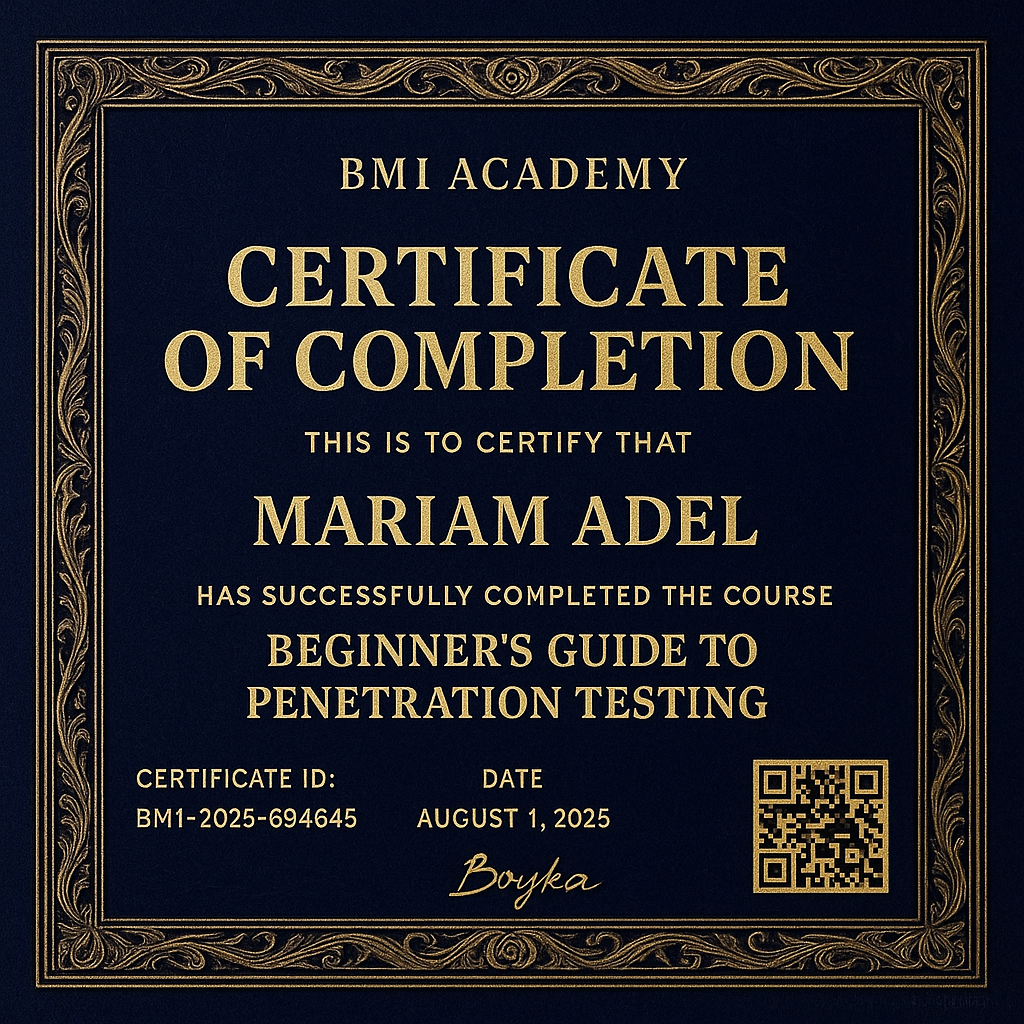 BMI ACADEMY
CERTIFICATE
OF COMPLETION
THIS IS TO CERTIFY THAT
MARIAM ADEL
HAS SUCCESSFULLY COMPLETED THE COURSE
BEGINNER'S GUIDE TO
PENETRATION TESTING
CERTIFICATE ID:
BM1-2025-694645
DATE
AUGUST 1, 2025
Boyka